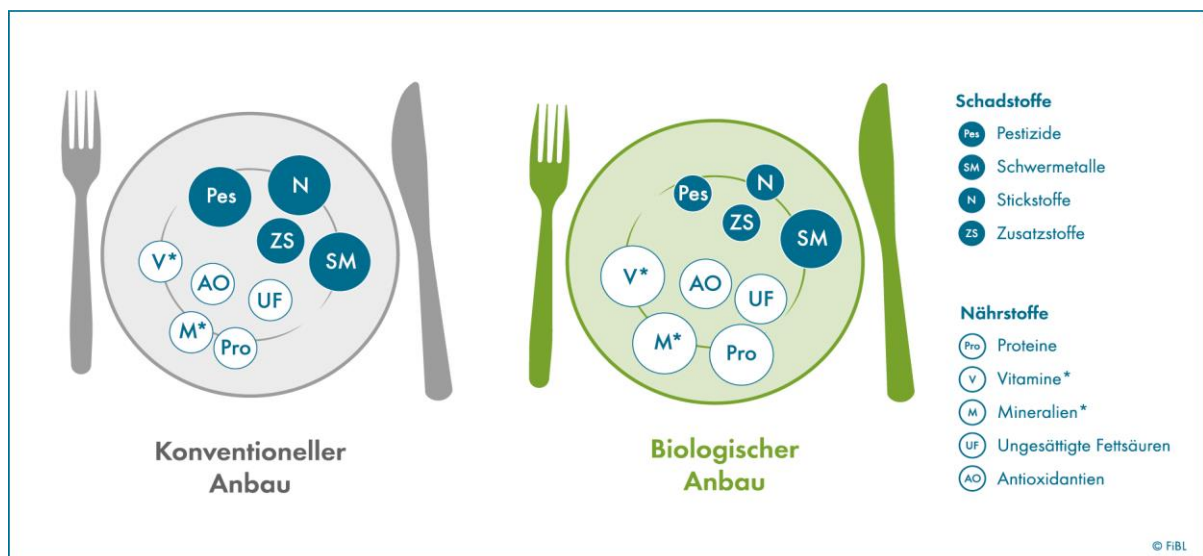 Pes
N
ZS
SM
V*
AO
UF
M*
Pro
Konventioneller
Anbau
Pes
N
ZS
SM
V*
AO
UF
M*
Pro
Biologischer
Anbau
Schadstoffe
Pes Pestizide
SM Schwermetalle
N Stickstoffe
ZS Zusatzstoffe
Nährstoffe
Pro Proteine
V Vitamine*
M Mineralien*
UF Ungesättigte Fettsäuren
AO Antioxidantien
© FiBL